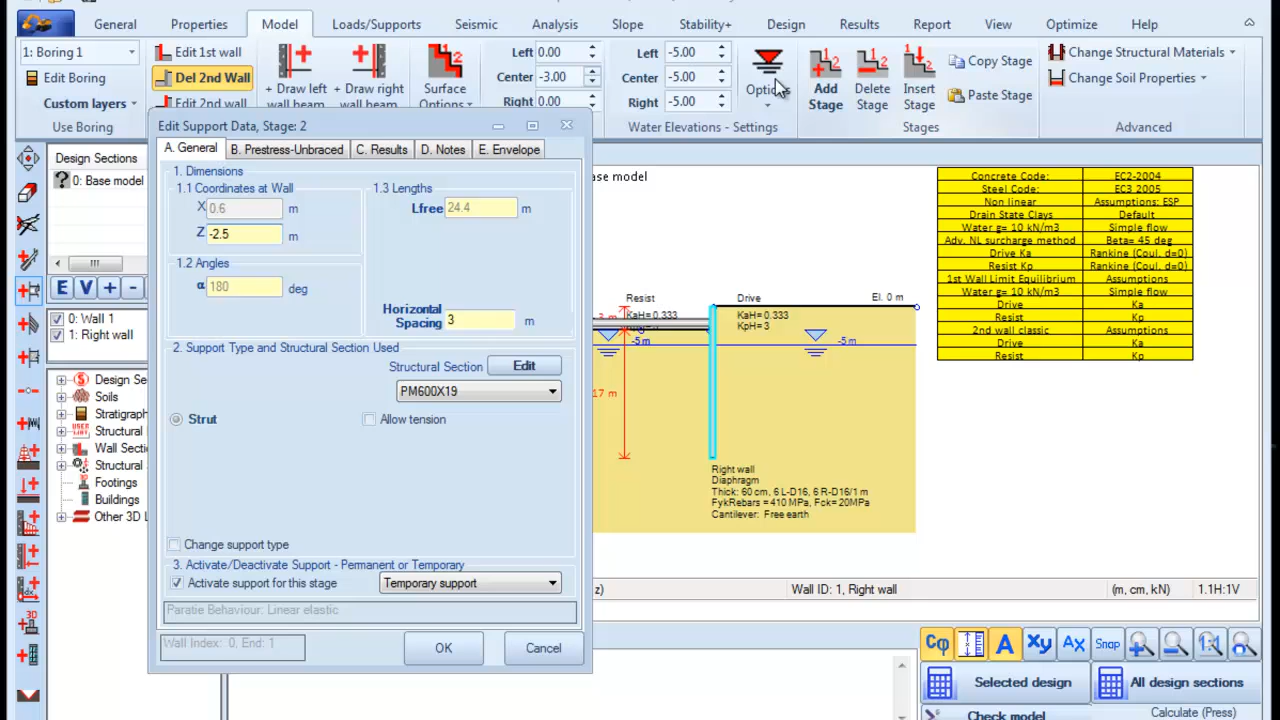 General Properties Model Loads/Supports Seismic Analysis Slope Stability+ Design Results Report View Optimize Help
1: Boring 1
Edit Boring
Custom layers
Use Boring
Edit 1st wall
Del 2nd Wall
Edit 2nd wall
+ Draw left
wall beam
+ Draw right
wall beam
Surface
Options
Left 0.00
Center -3.00
Right 0.00
Left -5.00
Center -5.00
Right -5.00
Options
Water Elevations - Settings
Add
Stage
Delete
Stage
Insert
Stage
Copy Stage
Paste Stage
Stages
Change Structural Materials
Change Soil Properties
Advanced
Design Sections
0: Base model
E V + -
0: Wall 1
1: Right wall
Design Se
Soils
Stratigraph
Structural
Wall Sectio
Structural S
Footings
Buildings
Other 3D L
Edit Support Data, Stage: 2
A. General B. Prestress-Unbraced C. Results D. Notes E. Envelope
1. Dimensions
1.1 Coordinates at Wall
X 0.6 m
Z -2.5 m
1.2 Angles
α 180 deg
1.3 Lengths
Lfree 24.4 m
Horizontal
Spacing 3 m
2. Support Type and Structural Section Used
Structural Section Edit
PM600X19
Strut
Allow tension
Change support type
3. Activate/Deactivate Support - Permanent or Temporary
Activate support for this stage Temporary support
Paratie Behaviour: Linear elastic
Wall Index: 0, End: 1
OK Cancel
ase model
Resist
KaH= 0.333
Drive
KaH= 0.333
KpH= 3
El. 0 m
3 m
-5 m
-5 m
17 m
Right wall
Diaphragm
Thick: 60 cm, 6 L-D16, 6 R-D16/1 m
FykRebars = 410 MPa, Fck= 20MPa
Cantilever: Free earth
Concrete Code: EC2-2004
Steel Code: EC3 2005
Non linear Assumptions: ESP
Drain State Clays Default
Water g= 10 kN/m3 Simple flow
Adv. NL surcharge method Beta= 45 deg
Drive Ka Rankine (Coul. d=0)
Resist Kp Rankine (Coul. d=0)
1st Wall Limit Equilibrium Assumptions
Water g= 10 kN/m3 Simple flow
Drive Ka
Resist Kp
2nd wall classic Assumptions
Drive Ka
Resist Kp
z) Wall ID: 1, Right wall (m, cm, kN) 1.1H:1V
Cφ A Xy Ax Snap 1:1
Selected design All design sections
Check model Calculate (Press)
3D